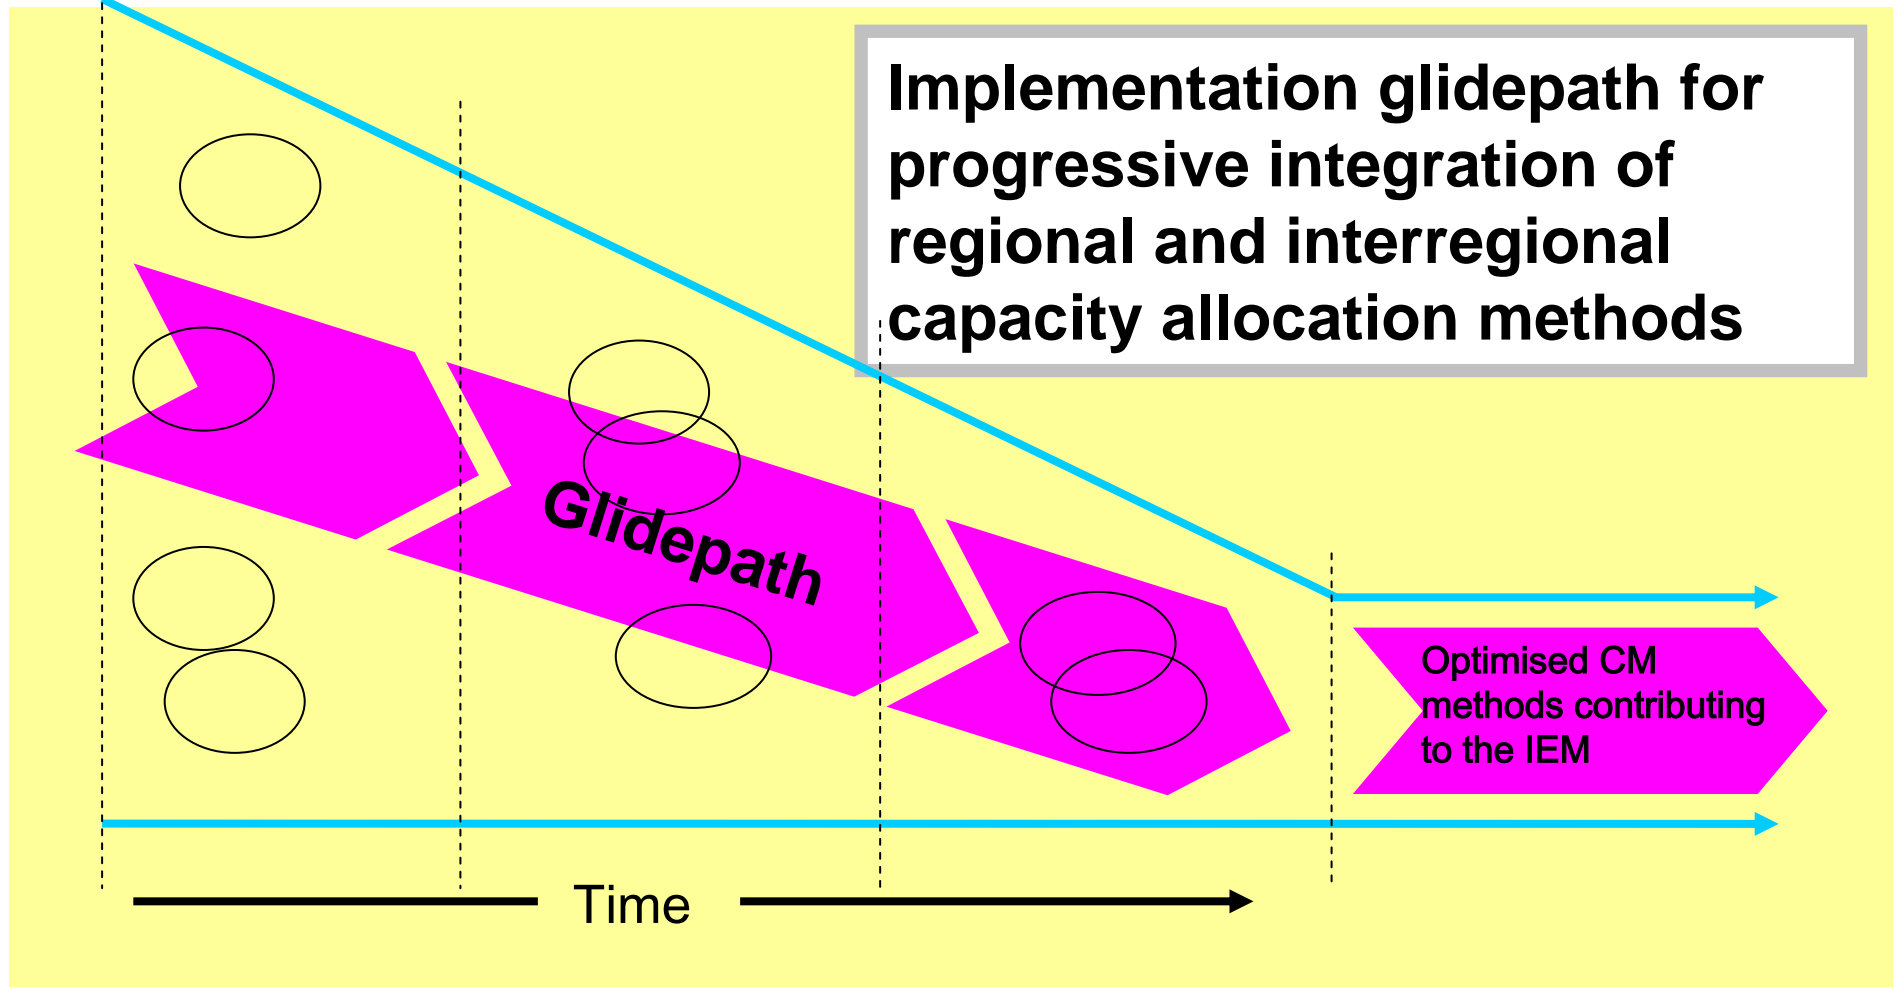 Implementation glidepath for
progressive integration of
regional and interregional
capacity allocation methods
Glidepath
Optimised CM
methods contributing
to the IEM
Time